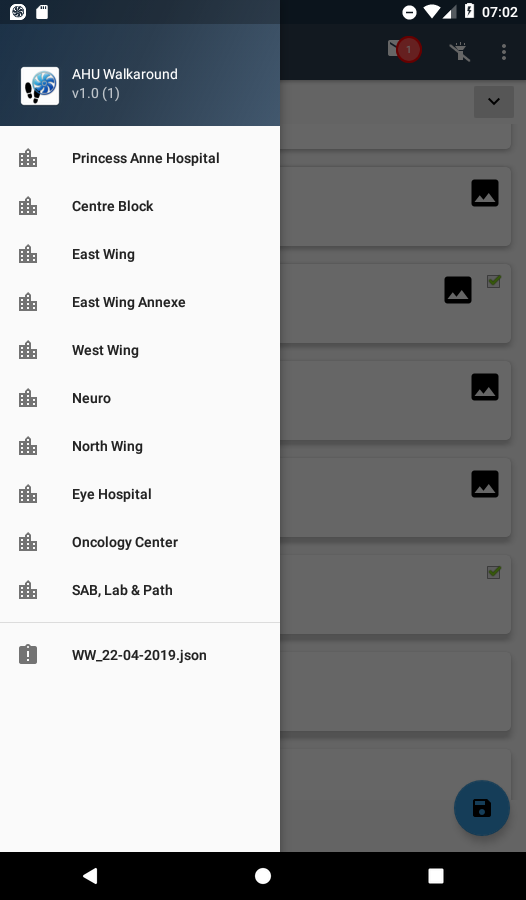 07:02
1
AHU Walkaround
v1.0 (1)
Princess Anne Hospital
Centre Block
East Wing
East Wing Annexe
West Wing
Neuro
North Wing
Eye Hospital
Oncology Center
SAB, Lab & Path
WW_22-04-2019.json